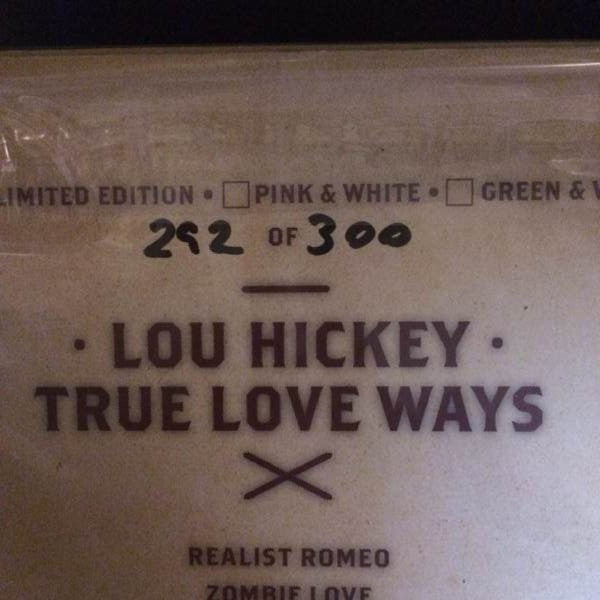 LIMITED EDITION • □ PINK & WHITE • □ GREEN &
292 OF 300
· LOU HICKEY ·
TRUE LOVE WAYS
REALIST ROMEO
ZOMBIE LOVE